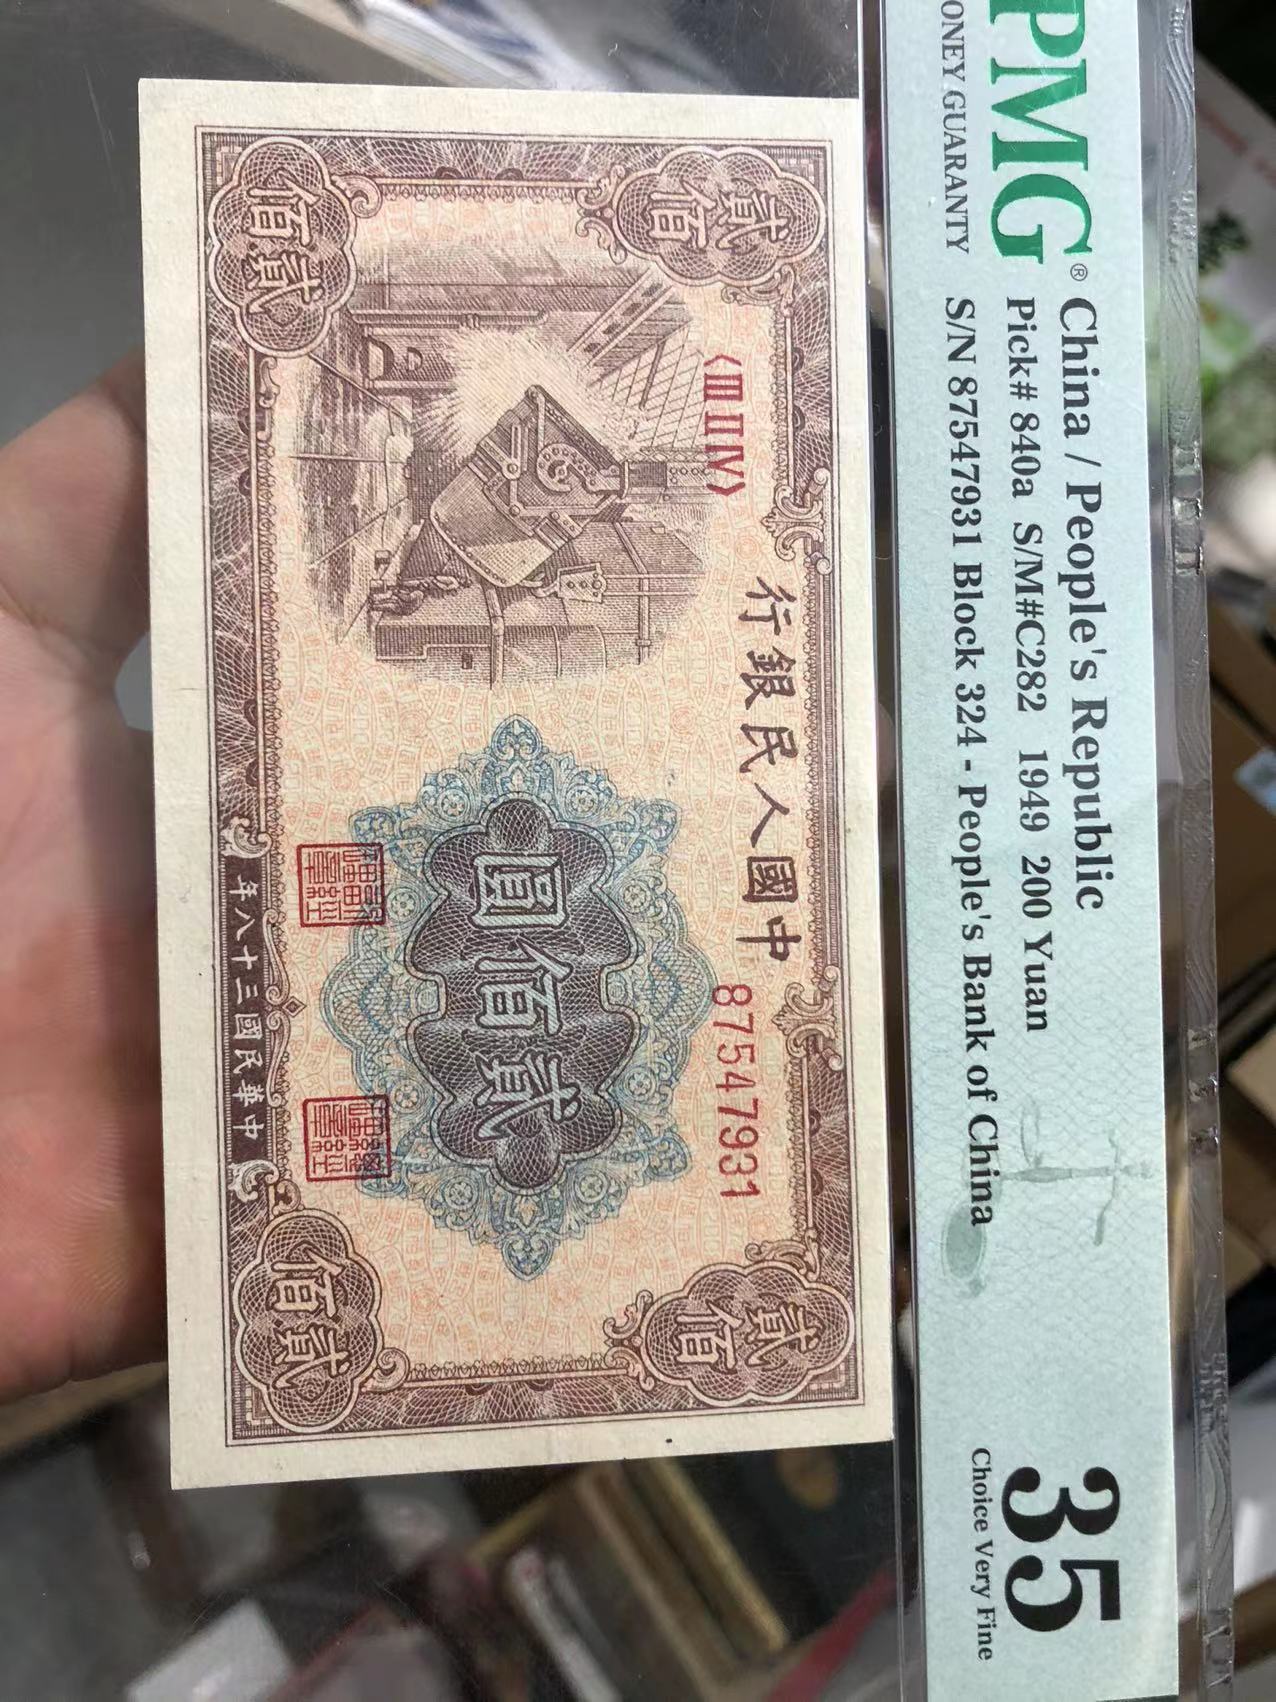 PMG® China / People's Republic
Pick# 840a S/M#C282 1949 200 Yuan
ONEY GUARANTY
S/N 87547931 Block 324 - People's Bank of China
35
Choice Very Fine
貳佰
貳佰
中國人民銀行
〈III II IV〉
87547931
貳佰圓
貳佰
貳佰
中華民國三十八年